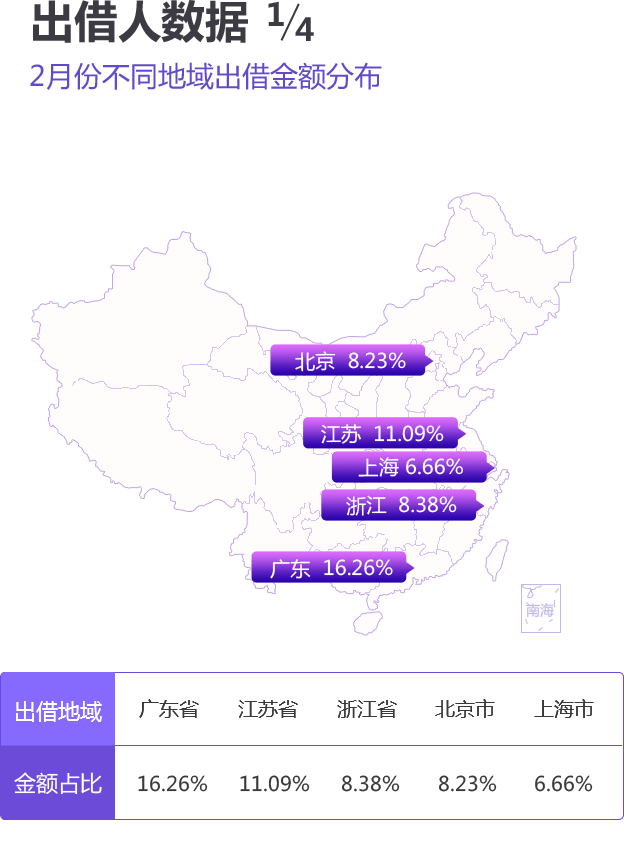 出借人数据 1/4
2月份不同地域出借金额分布
北京 8.23%
江苏 11.09%
上海 6.66%
浙江 8.38%
广东 16.26%
南海
出借地域 广东省 江苏省 浙江省 北京市 上海市
金额占比 16.26% 11.09% 8.38% 8.23% 6.66%